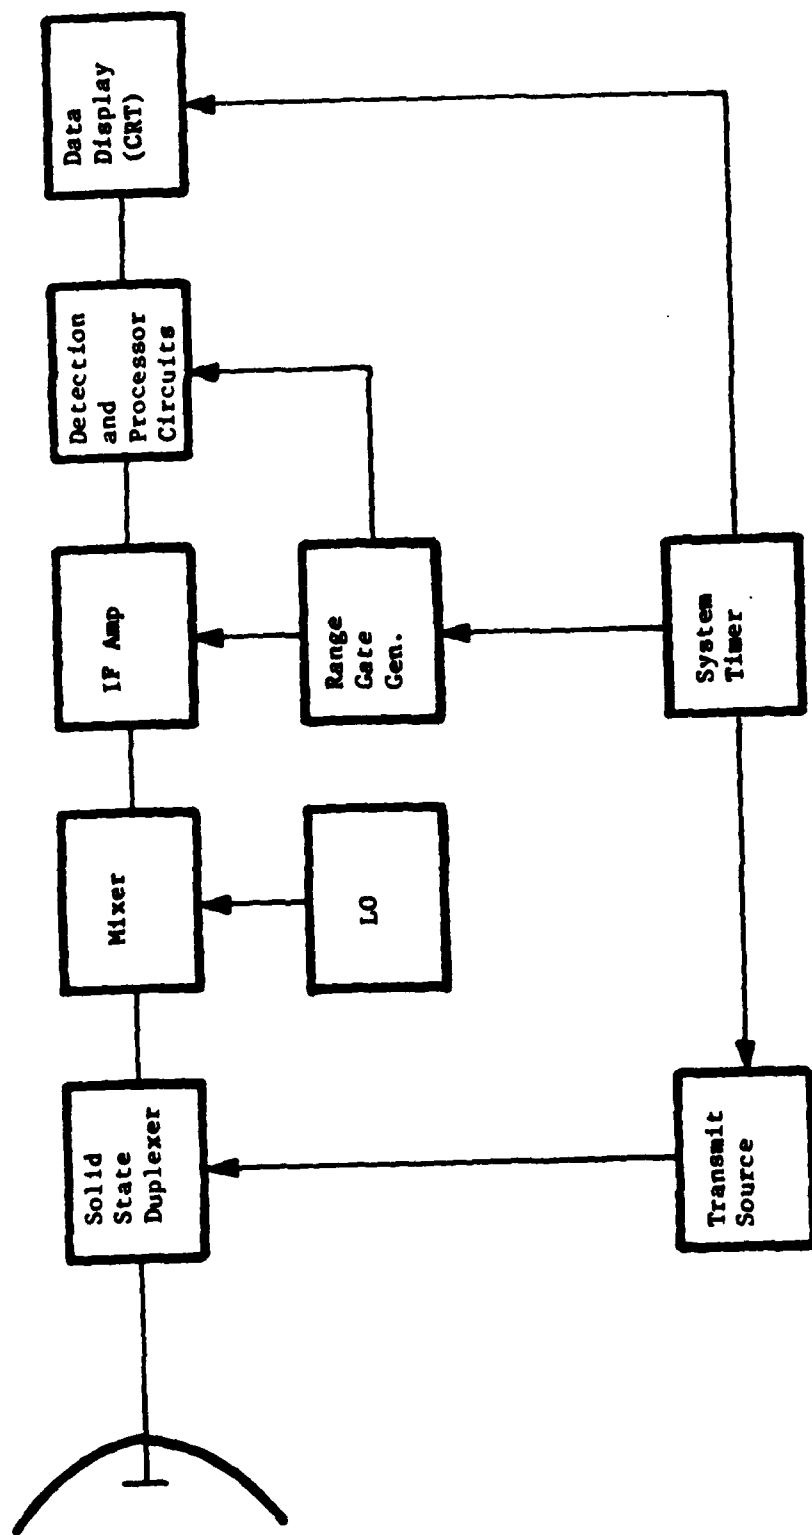 Solid
State
Duplexer
Mixer
IF Amp
Detection
and
Processor
Circuits
Data
Display
(CRT)
LO
Range
Gate
Gen.
Transmit
Source
System
Timer